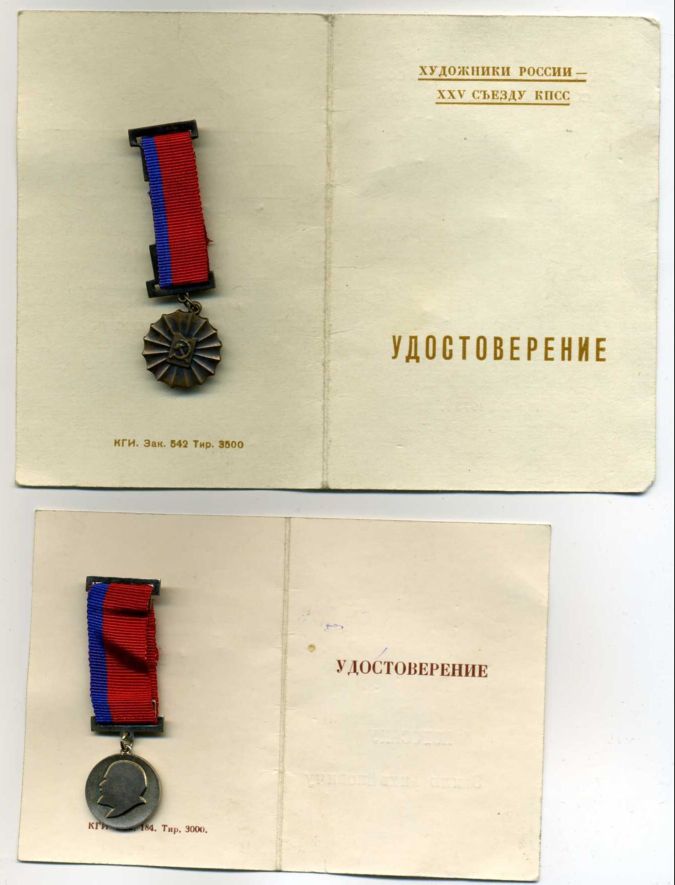 ХУДОЖНИКИ РОССИИ —
XXV СЪЕЗДУ КПСС
УДОСТОВЕРЕНИЕ
КГИ. Зак. 542 Тир. 3500
УДОСТОВЕРЕНИЕ
КГИ 184. Тир. 3000.